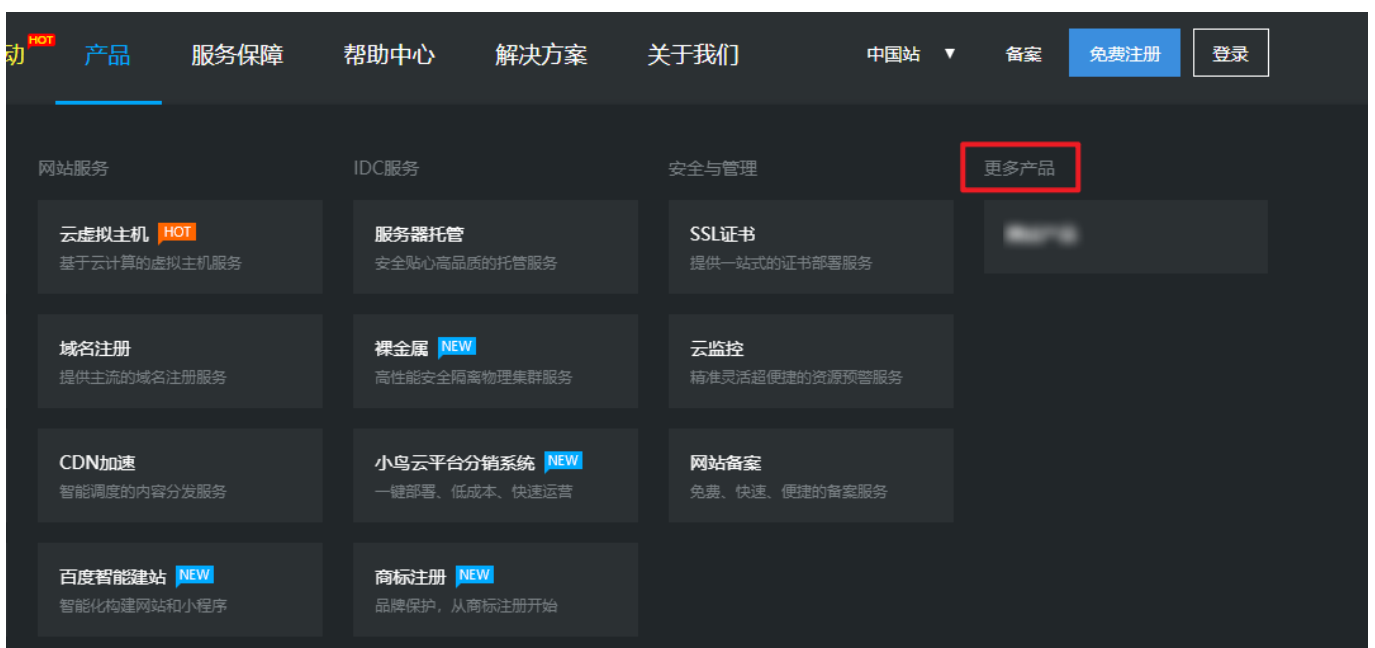 动 HOT 产品 服务保障 帮助中心 解决方案 关于我们 中国站 ▼ 备案 免费注册 登录
网站服务
云虚拟主机 HOT
基于云计算的虚拟主机服务
域名注册
提供主流的域名注册服务
CDN加速
智能调度的内容分发服务
百度智能建站 NEW
智能化构建网站和小程序
IDC服务
服务器托管
安全贴心高品质的托管服务
裸金属 NEW
高性能安全隔离物理集群服务
小鸟云平台分销系统 NEW
一键部署、低成本、快速运营
商标注册 NEW
品牌保护，从商标注册开始
安全与管理
SSL证书
提供一站式的证书部署服务
云监控
精准灵活超便捷的资源预警服务
网站备案
免费、快速、便捷的备案服务
更多产品